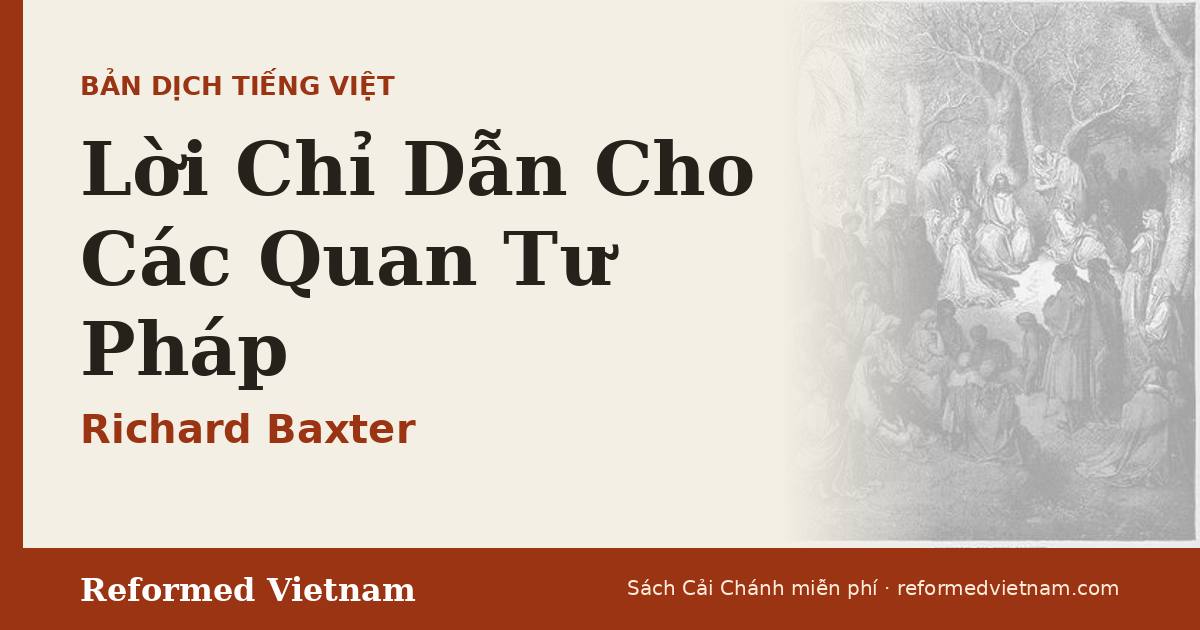 BẢN DỊCH TIẾNG VIỆT
Lời Chỉ Dẫn Cho
Các Quan Tư
Pháp
Richard Baxter
Reformed Vietnam
Sách Cải Chánh miễn phí · reformedvietnam.com